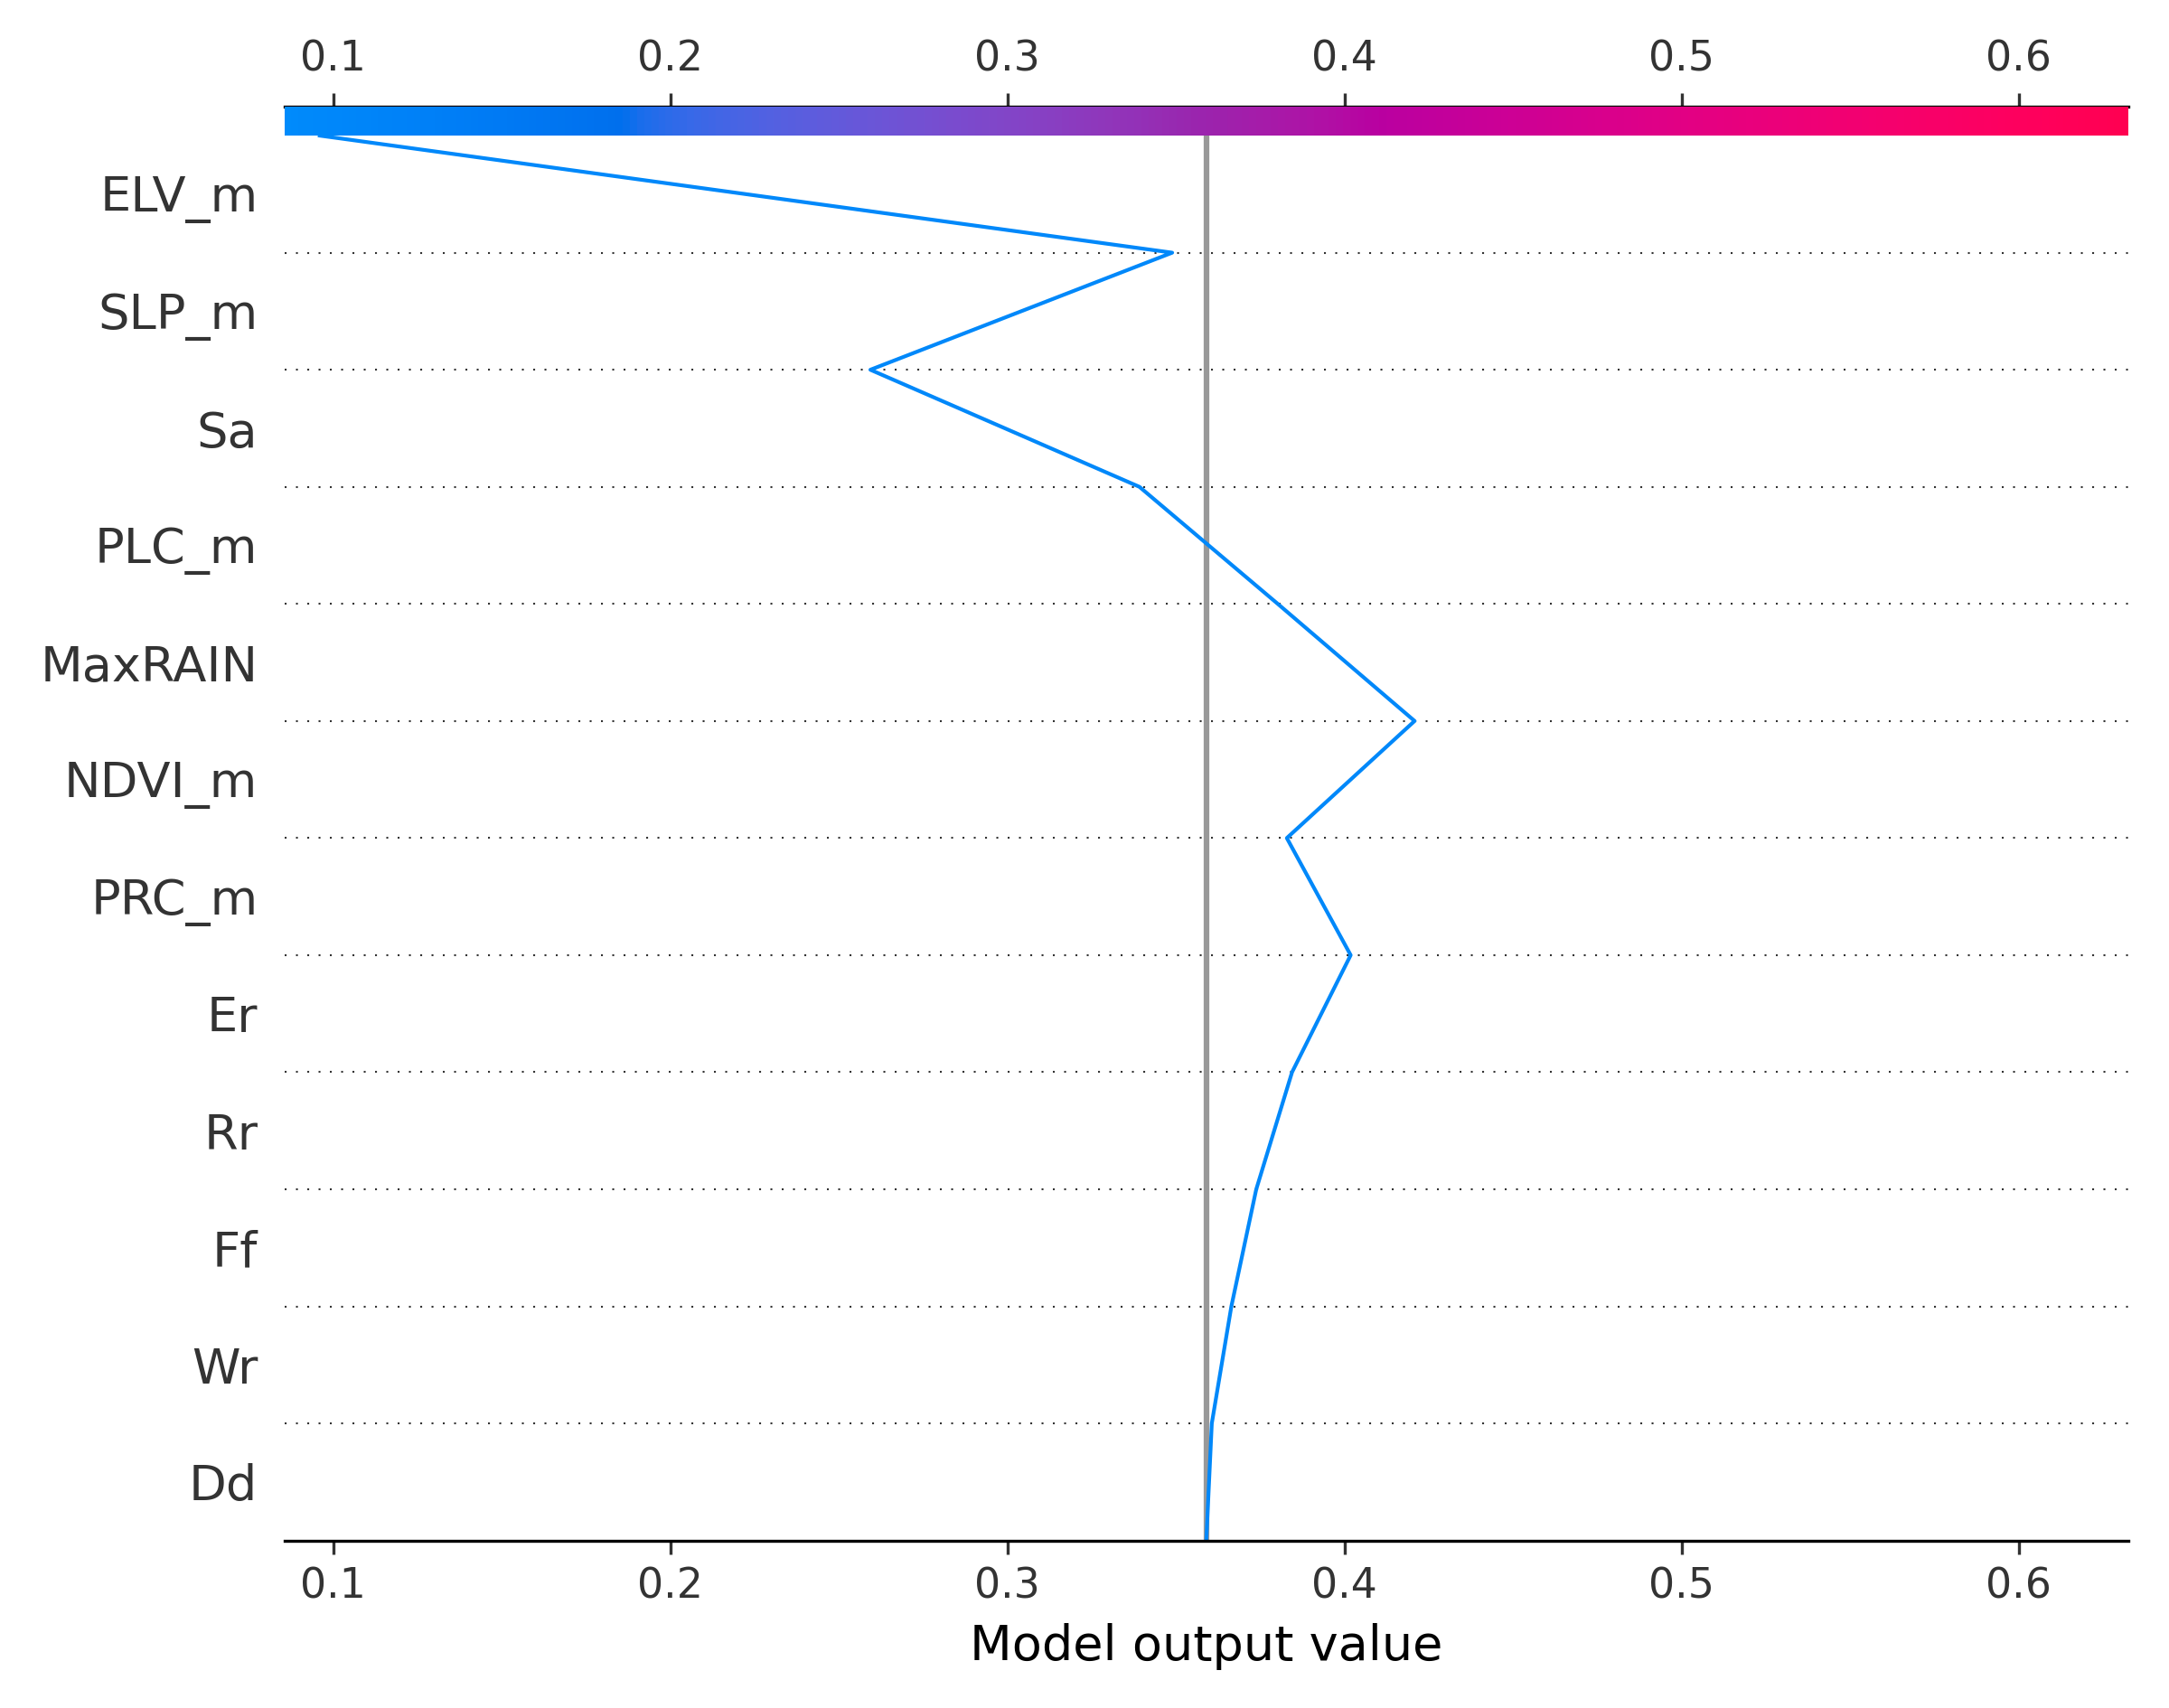 0.1 0.2 0.3 0.4 0.5 0.6
ELV_m
SLP_m
Sa
PLC_m
MaxRAIN
NDVI_m
PRC_m
Er
Rr
Ff
Wr
Dd
0.1 0.2 0.3 0.4 0.5 0.6
Model output value